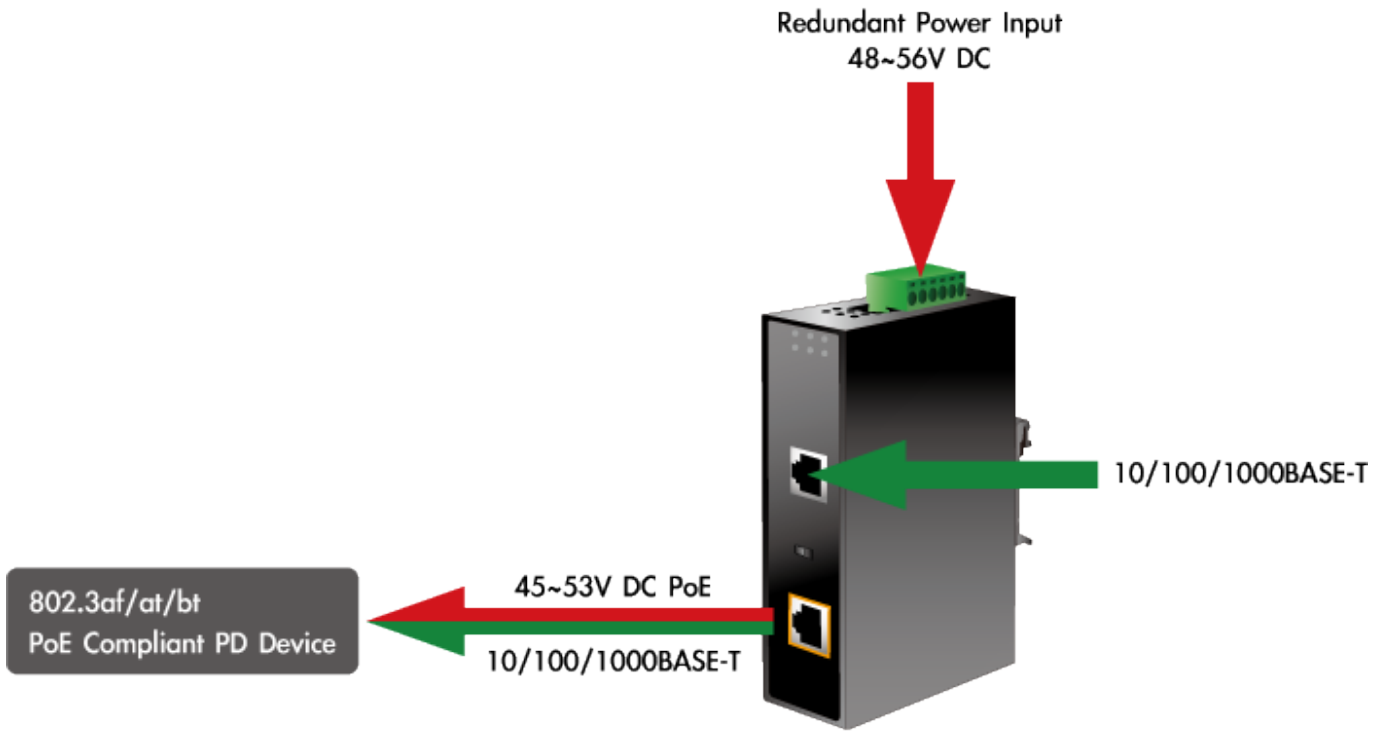 Redundant Power Input
48~56V DC
10/100/1000BASE-T
45~53V DC PoE
802.3af/at/bt
PoE Compliant PD Device
10/100/1000BASE-T